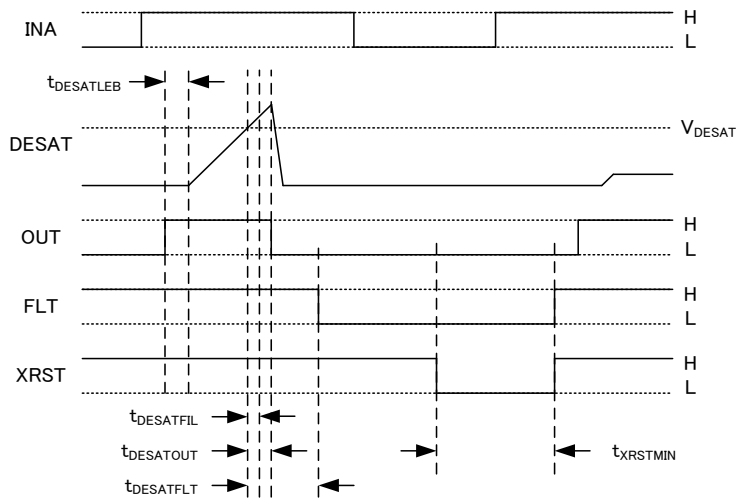 INA
H
L
tDESATLEB
DESAT
VDESAT
OUT
H
L
FLT
H
L
XRST
H
L
tDESATFIL
tDESATOUT
tXRSTMIN
tDESATFLT